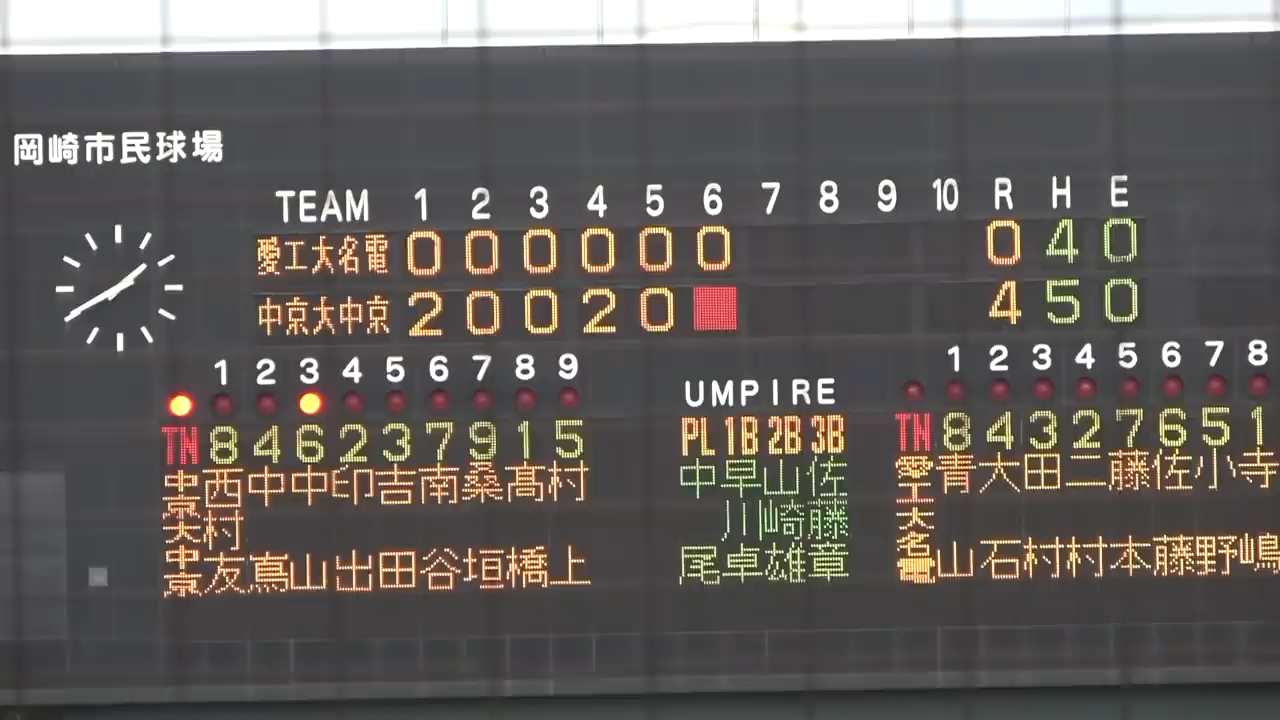 岡崎市民球場
TEAM 1 2 3 4 5 6 7 8 9 10 R H E
愛工大名電 0 0 0 0 0 0 0 4 0
中京大中京 2 0 0 2 0 4 5 0
1 2 3 4 5 6 7 8 9
TN 8 4 6 2 3 7 9 1 5
中京大中京
西村友
中蔦
中山
印出
吉田
南谷
桑垣
髙橋
村上
UMPIRE
PL 1B 2B 3B
中尾
早川卓
山崎雄
佐藤章
1 2 3 4 5 6 7 8
TN 8 4 3 2 7 6 5 1
愛工大名電
青山
大石
田村
二村
藤本
佐藤
小野
寺嶋